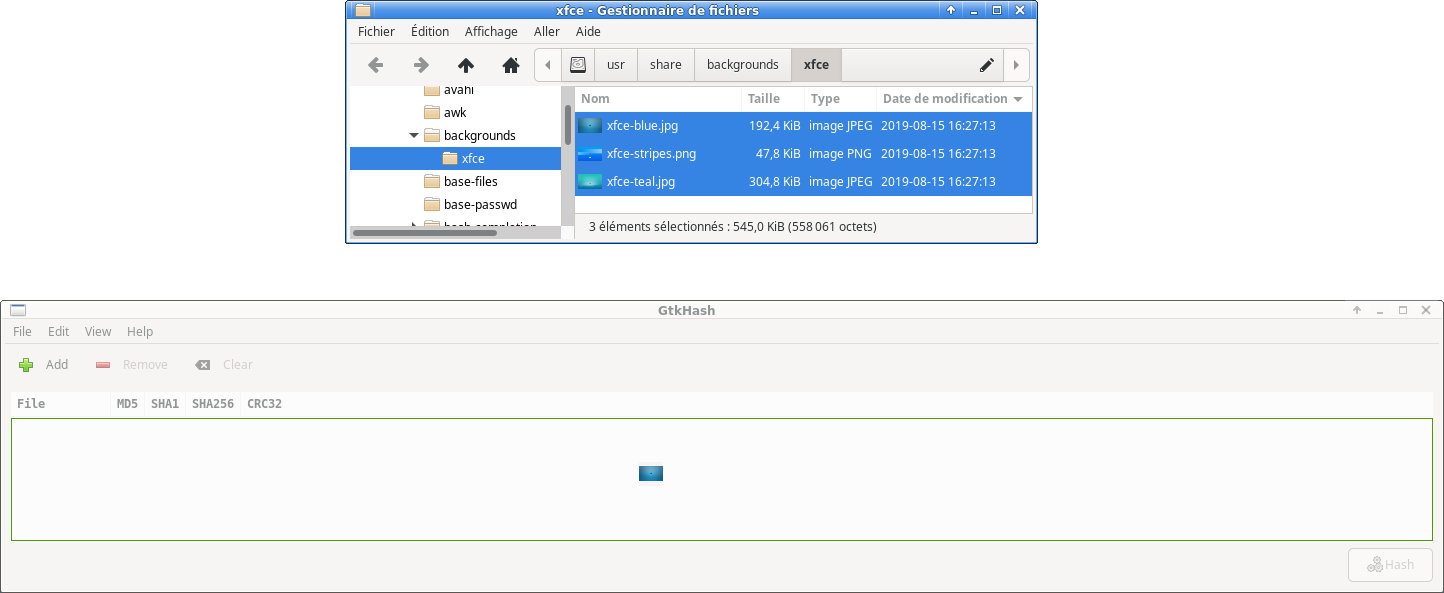 xfce - Gestionnaire de fichiers
Fichier Édition Affichage Aller Aide
usr share backgrounds xfce
avahi
awk
backgrounds
xfce
base-files
base-passwd
bash-completion
Nom Taille Type Date de modification
xfce-blue.jpg 192,4 KiB image JPEG 2019-08-15 16:27:13
xfce-stripes.png 47,8 KiB image PNG 2019-08-15 16:27:13
xfce-teal.jpg 304,8 KiB image JPEG 2019-08-15 16:27:13
3 éléments sélectionnés : 545,0 KiB (558 061 octets)
GtkHash
File Edit View Help
Add Remove Clear
File MD5 SHA1 SHA256 CRC32
Hash